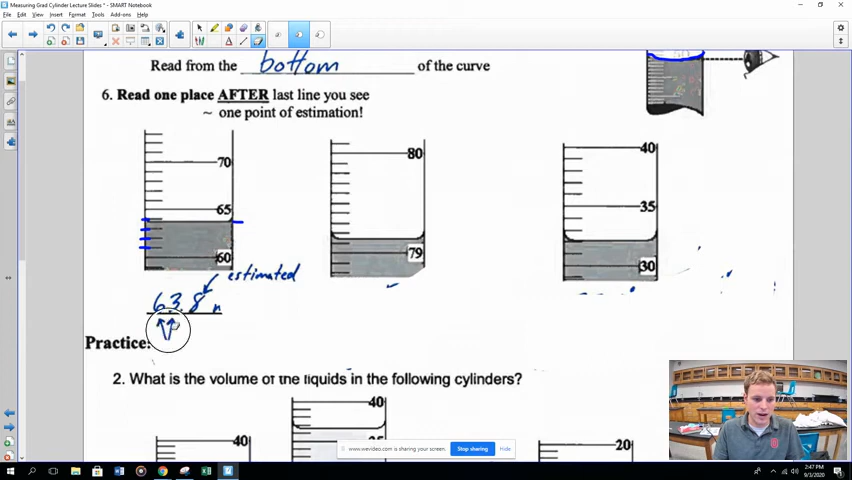 Measuring Grad Cylinder Lecture Slides * - SMART Notebook
File Edit View Insert Format Tools Add-ons Help
Read from the bottom of the curve
6. Read one place AFTER last line you see
~ one point of estimation!
70
65
60
80
79
40
35
30
estimated
63.8
Practice:
2. What is the volume of the liquids in the following cylinders?
40
40
20
www.wevideo.com is sharing your screen.
Stop sharing
Hide
2:47 PM
9/3/2020